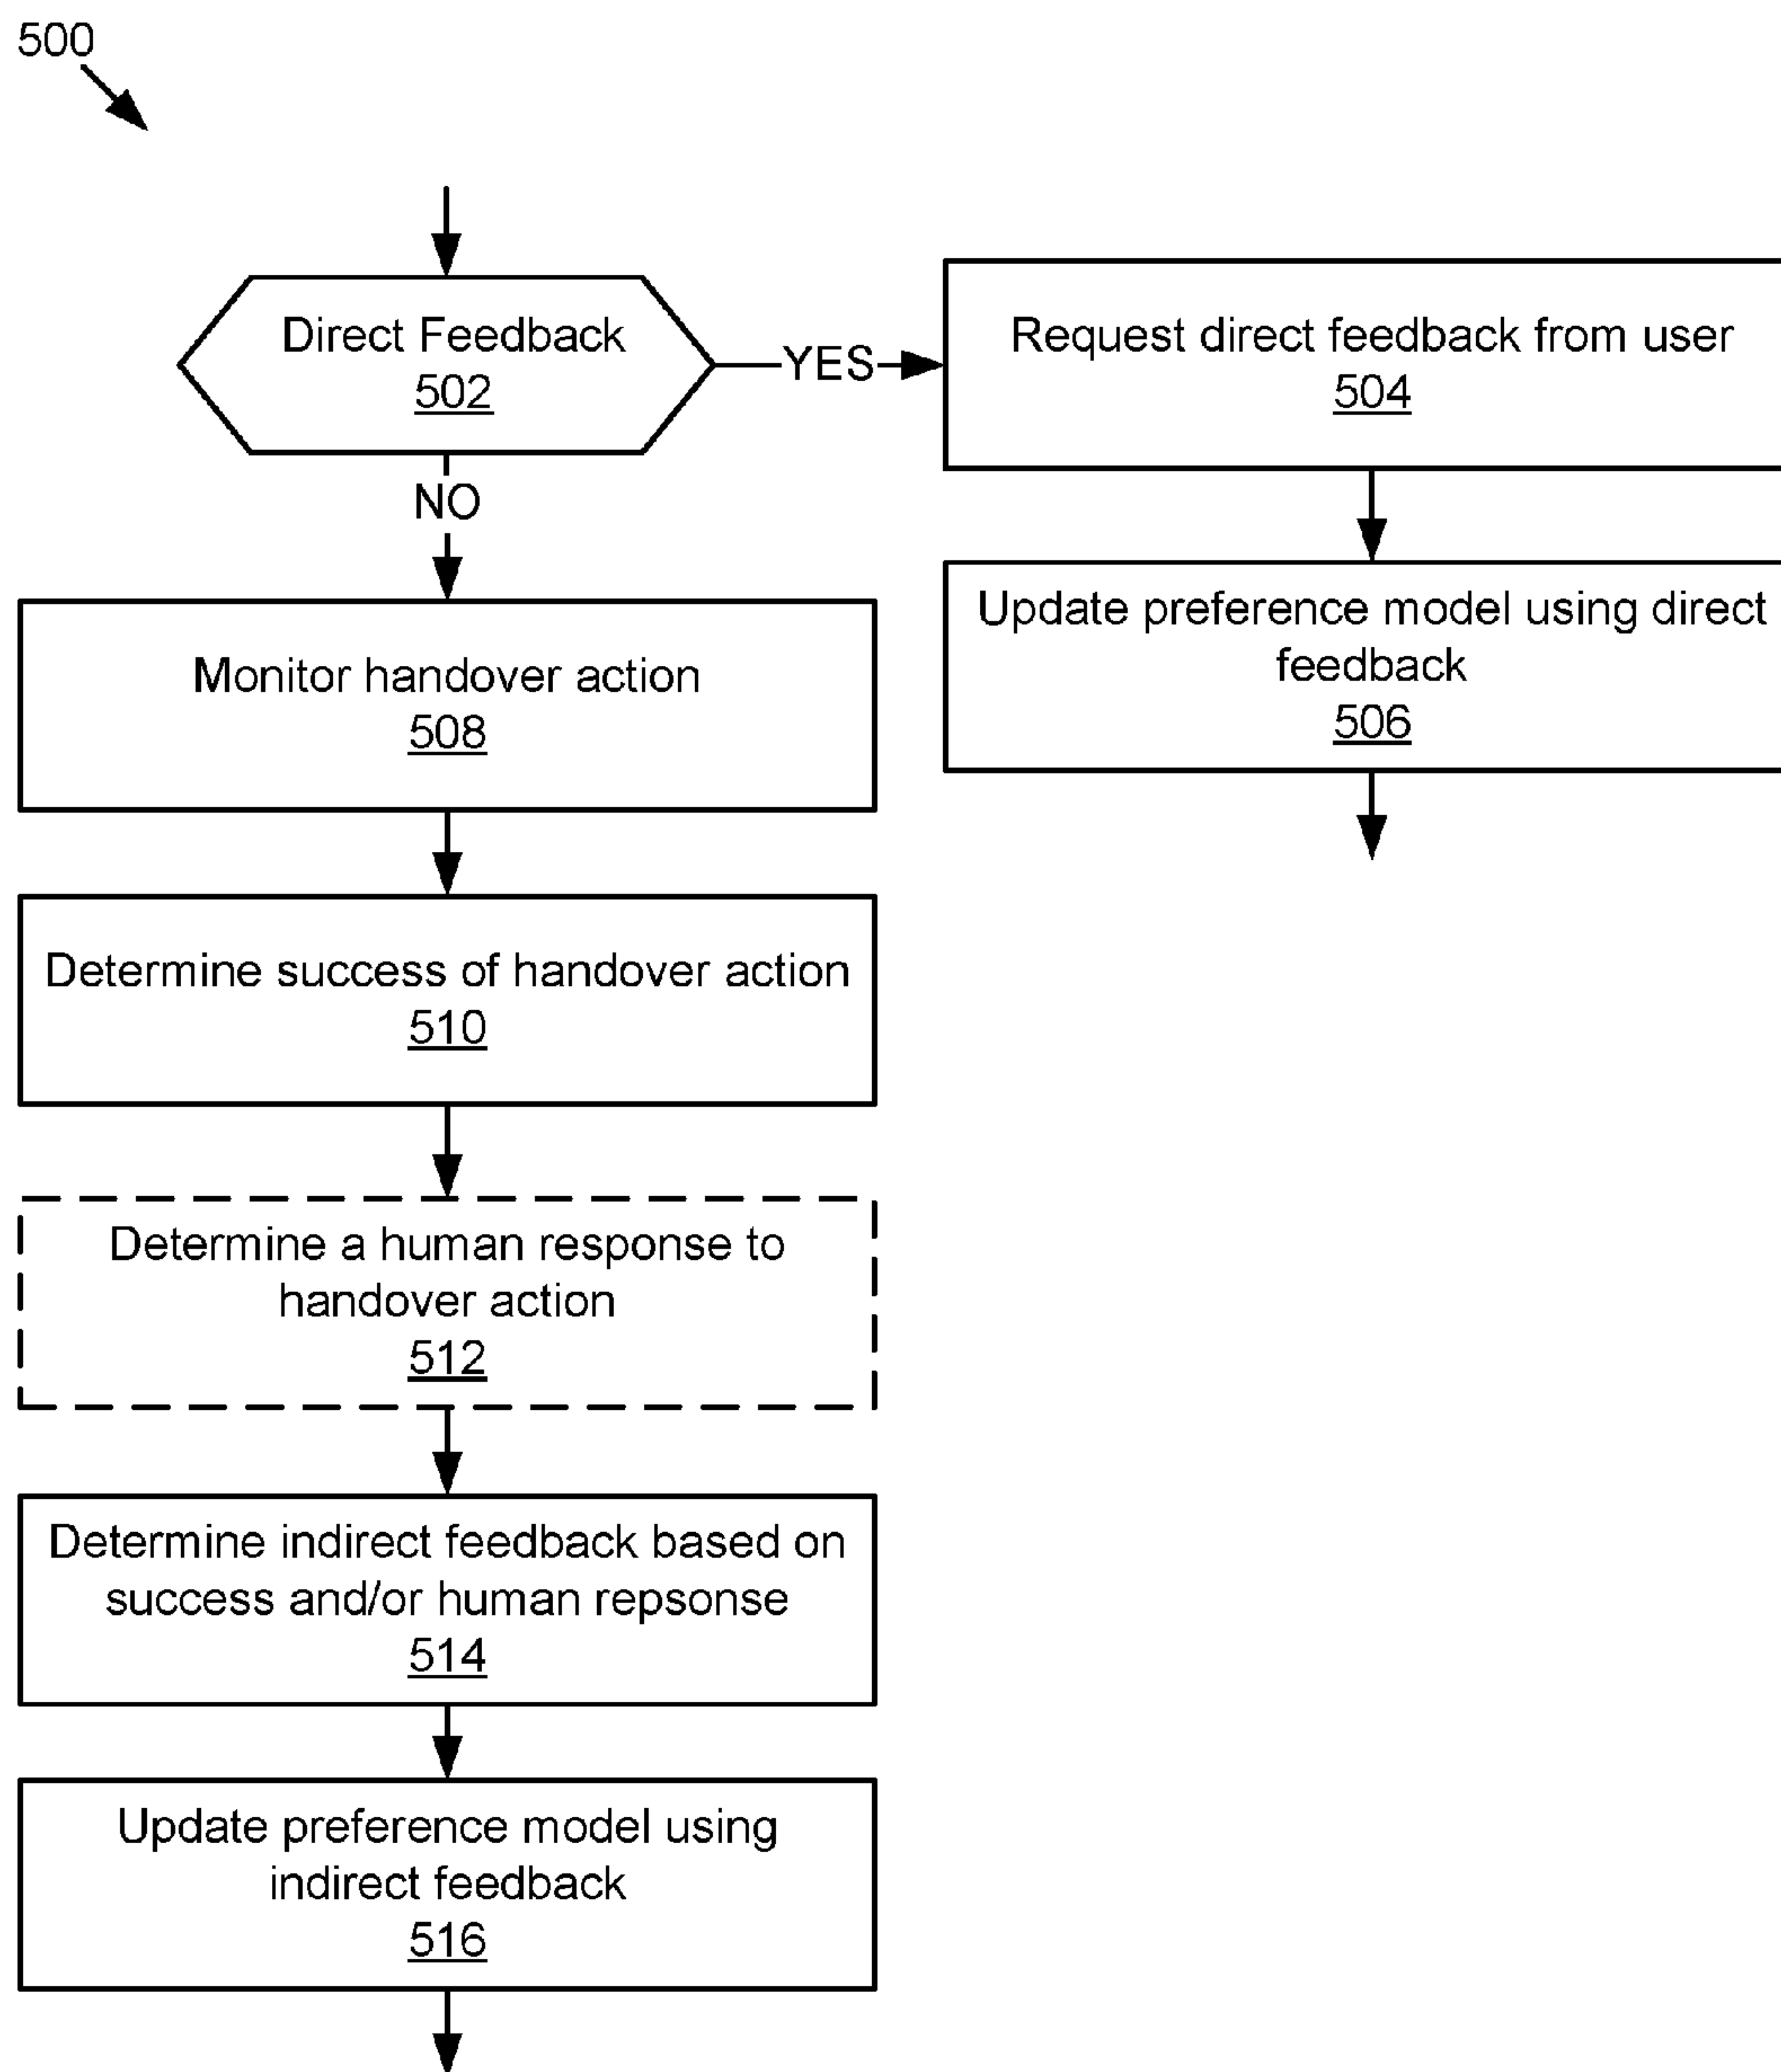 500
Direct Feedback
502
YES
Request direct feedback from user
504
NO
Update preference model using direct
feedback
506
Monitor handover action
508
Determine success of handover action
510
Determine a human response to
handover action
512
Determine indirect feedback based on
success and/or human repsonse
514
Update preference model using
indirect feedback
516